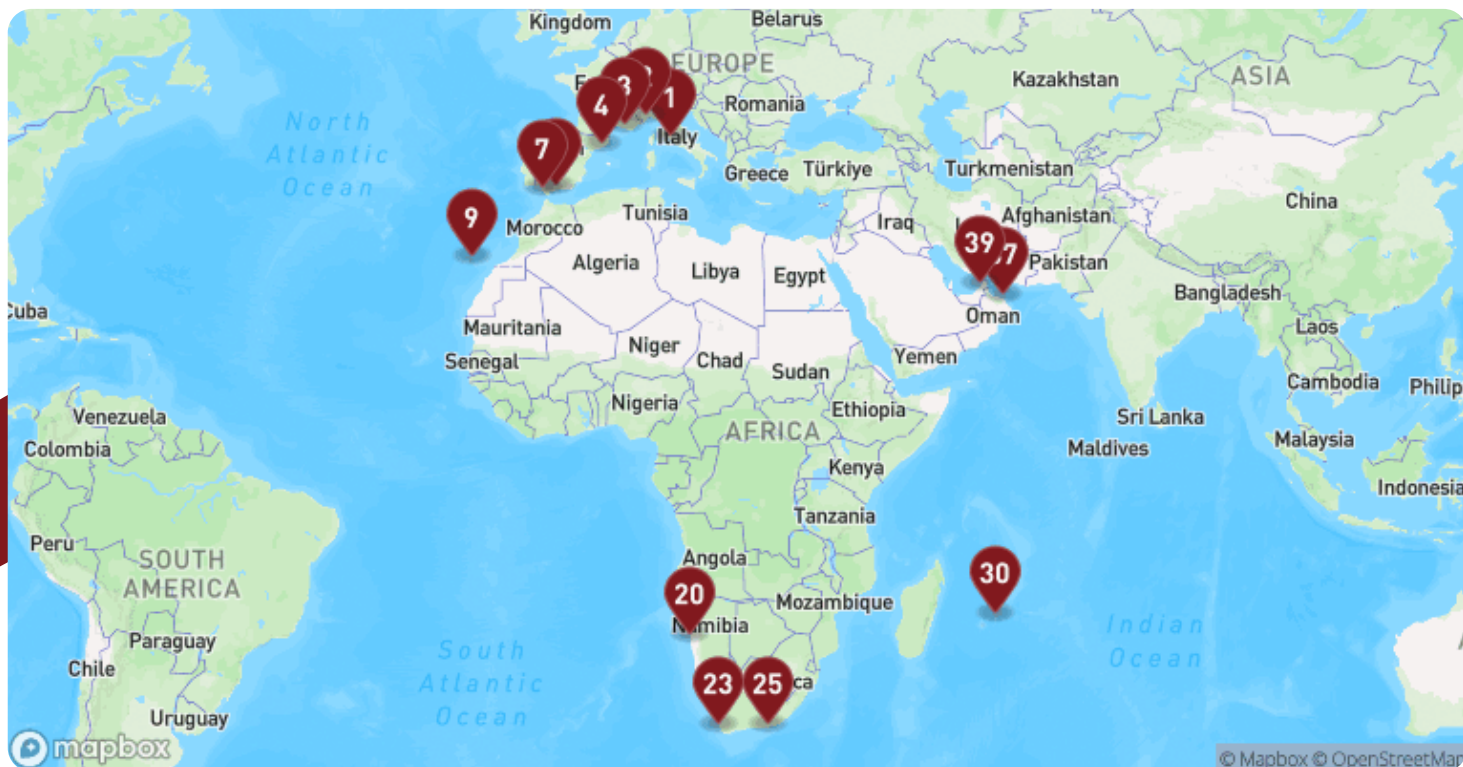 Kingdom
Belarus
EUROPE
Kazakhstan
ASIA
3
4
1
Romania
Italy
North
Atlantic
Ocean
7
Greece
Türkiye
Turkmenistan
China
9
Morocco
Tunisia
Iraq
Afghanistan
39
Pakistan
Algeria
Libya
Egypt
Bangladesh
Cuba
Oman
Mauritania
Laos
Niger
Chad
Senegal
Yemen
Sudan
Cambodia
Philip
Nigeria
Ethiopia
Venezuela
Sri Lanka
AFRICA
Colombia
Maldives
Malaysia
Kenya
Indonesia
Tanzania
Peru
SOUTH
AMERICA
Angola
30
20
Mozambique
Namibia
Indian
Ocean
Paraguay
South
Atlantic
Ocean
Chile
23
25
ca
Uruguay
mapbox
© Mapbox © OpenStreetMap